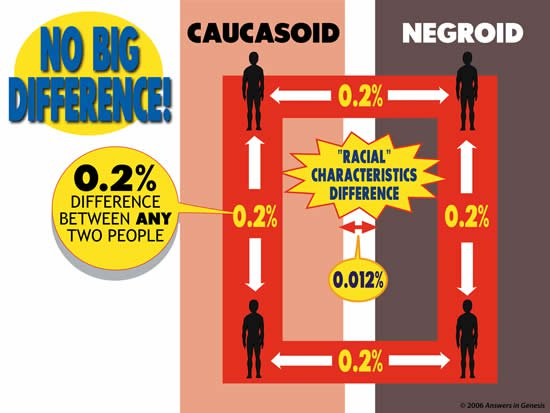 NO BIG
DIFFERENCE!
CAUCASOID
NEGROID
0.2%
"RACIAL"
CHARACTERISTICS
DIFFERENCE
0.2%
DIFFERENCE
BETWEEN ANY
TWO PEOPLE
0.2%
0.2%
0.012%
0.2%
© 2006 Answers in Genesis